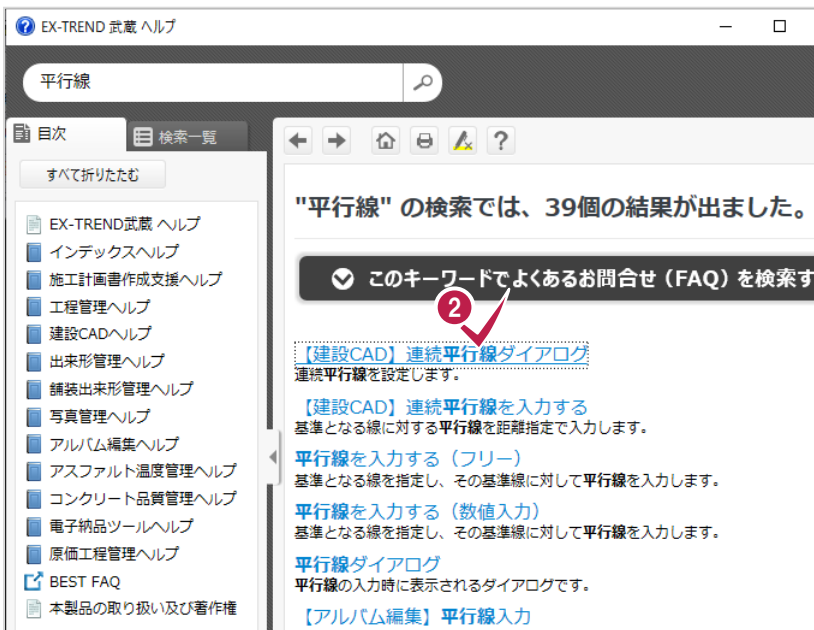 EX-TREND 武蔵 ヘルプ
平行線
目次
検索一覧
すべて折りたたむ
EX-TREND武蔵 ヘルプ
インデックスヘルプ
施工計画書作成支援ヘルプ
工程管理ヘルプ
建設CADヘルプ
出来形管理ヘルプ
舗装出来形管理ヘルプ
写真管理ヘルプ
アルバム編集ヘルプ
アスファルト温度管理ヘルプ
コンクリート品質管理ヘルプ
電子納品ツールヘルプ
原価工程管理ヘルプ
BEST FAQ
本製品の取り扱い及び著作権
"平行線" の検索では、39個の結果が出ました。
このキーワードでよくあるお問合せ（FAQ）を検索す
2
【建設CAD】連続平行線ダイアログ
連続平行線を設定します。
【建設CAD】連続平行線を入力する
基準となる線に対する平行線を距離指定で入力します。
平行線を入力する（フリー）
基準となる線を指定し、その基準線に対して平行線を入力します。
平行線を入力する（数値入力）
基準となる線を指定し、その基準線に対して平行線を入力します。
平行線ダイアログ
平行線の入力時に表示されるダイアログです。
【アルバム編集】平行線入力